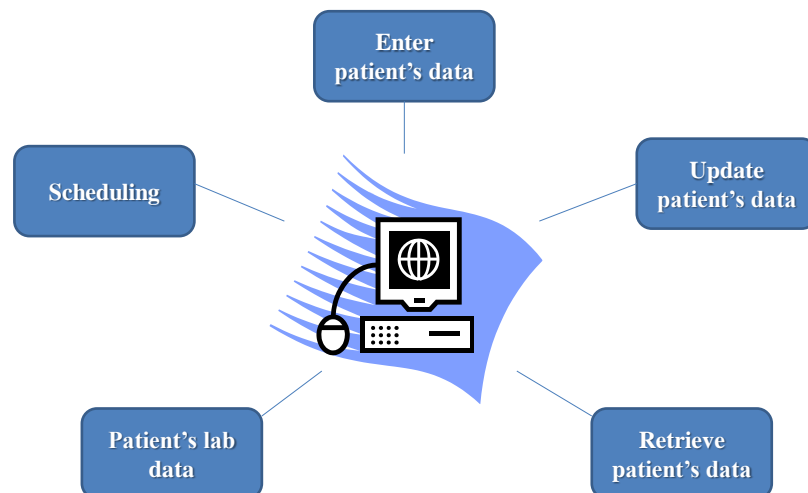 Enter
patient’s data
Scheduling
Update
patient’s data
Patient’s lab
data
Retrieve
patient’s data